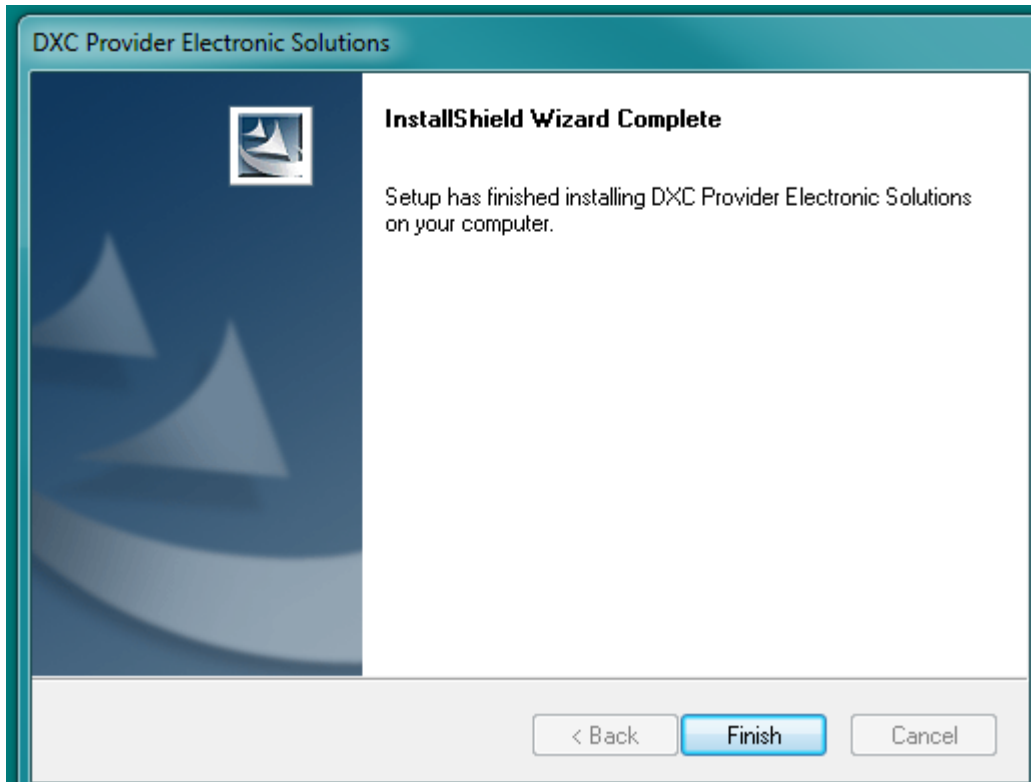 DXC Provider Electronic Solutions
InstallShield Wizard Complete
Setup has finished installing DXC Provider Electronic Solutions
on your computer.
< Back
Finish
Cancel